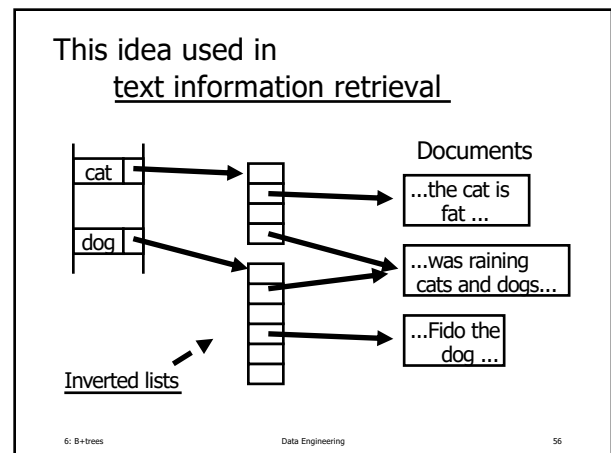 This idea used in
text information retrieval
Documents
cat
...the cat is
fat ...
dog
...was raining
cats and dogs...
...Fido the
dog ...
Inverted lists
6: B+trees
Data Engineering
56